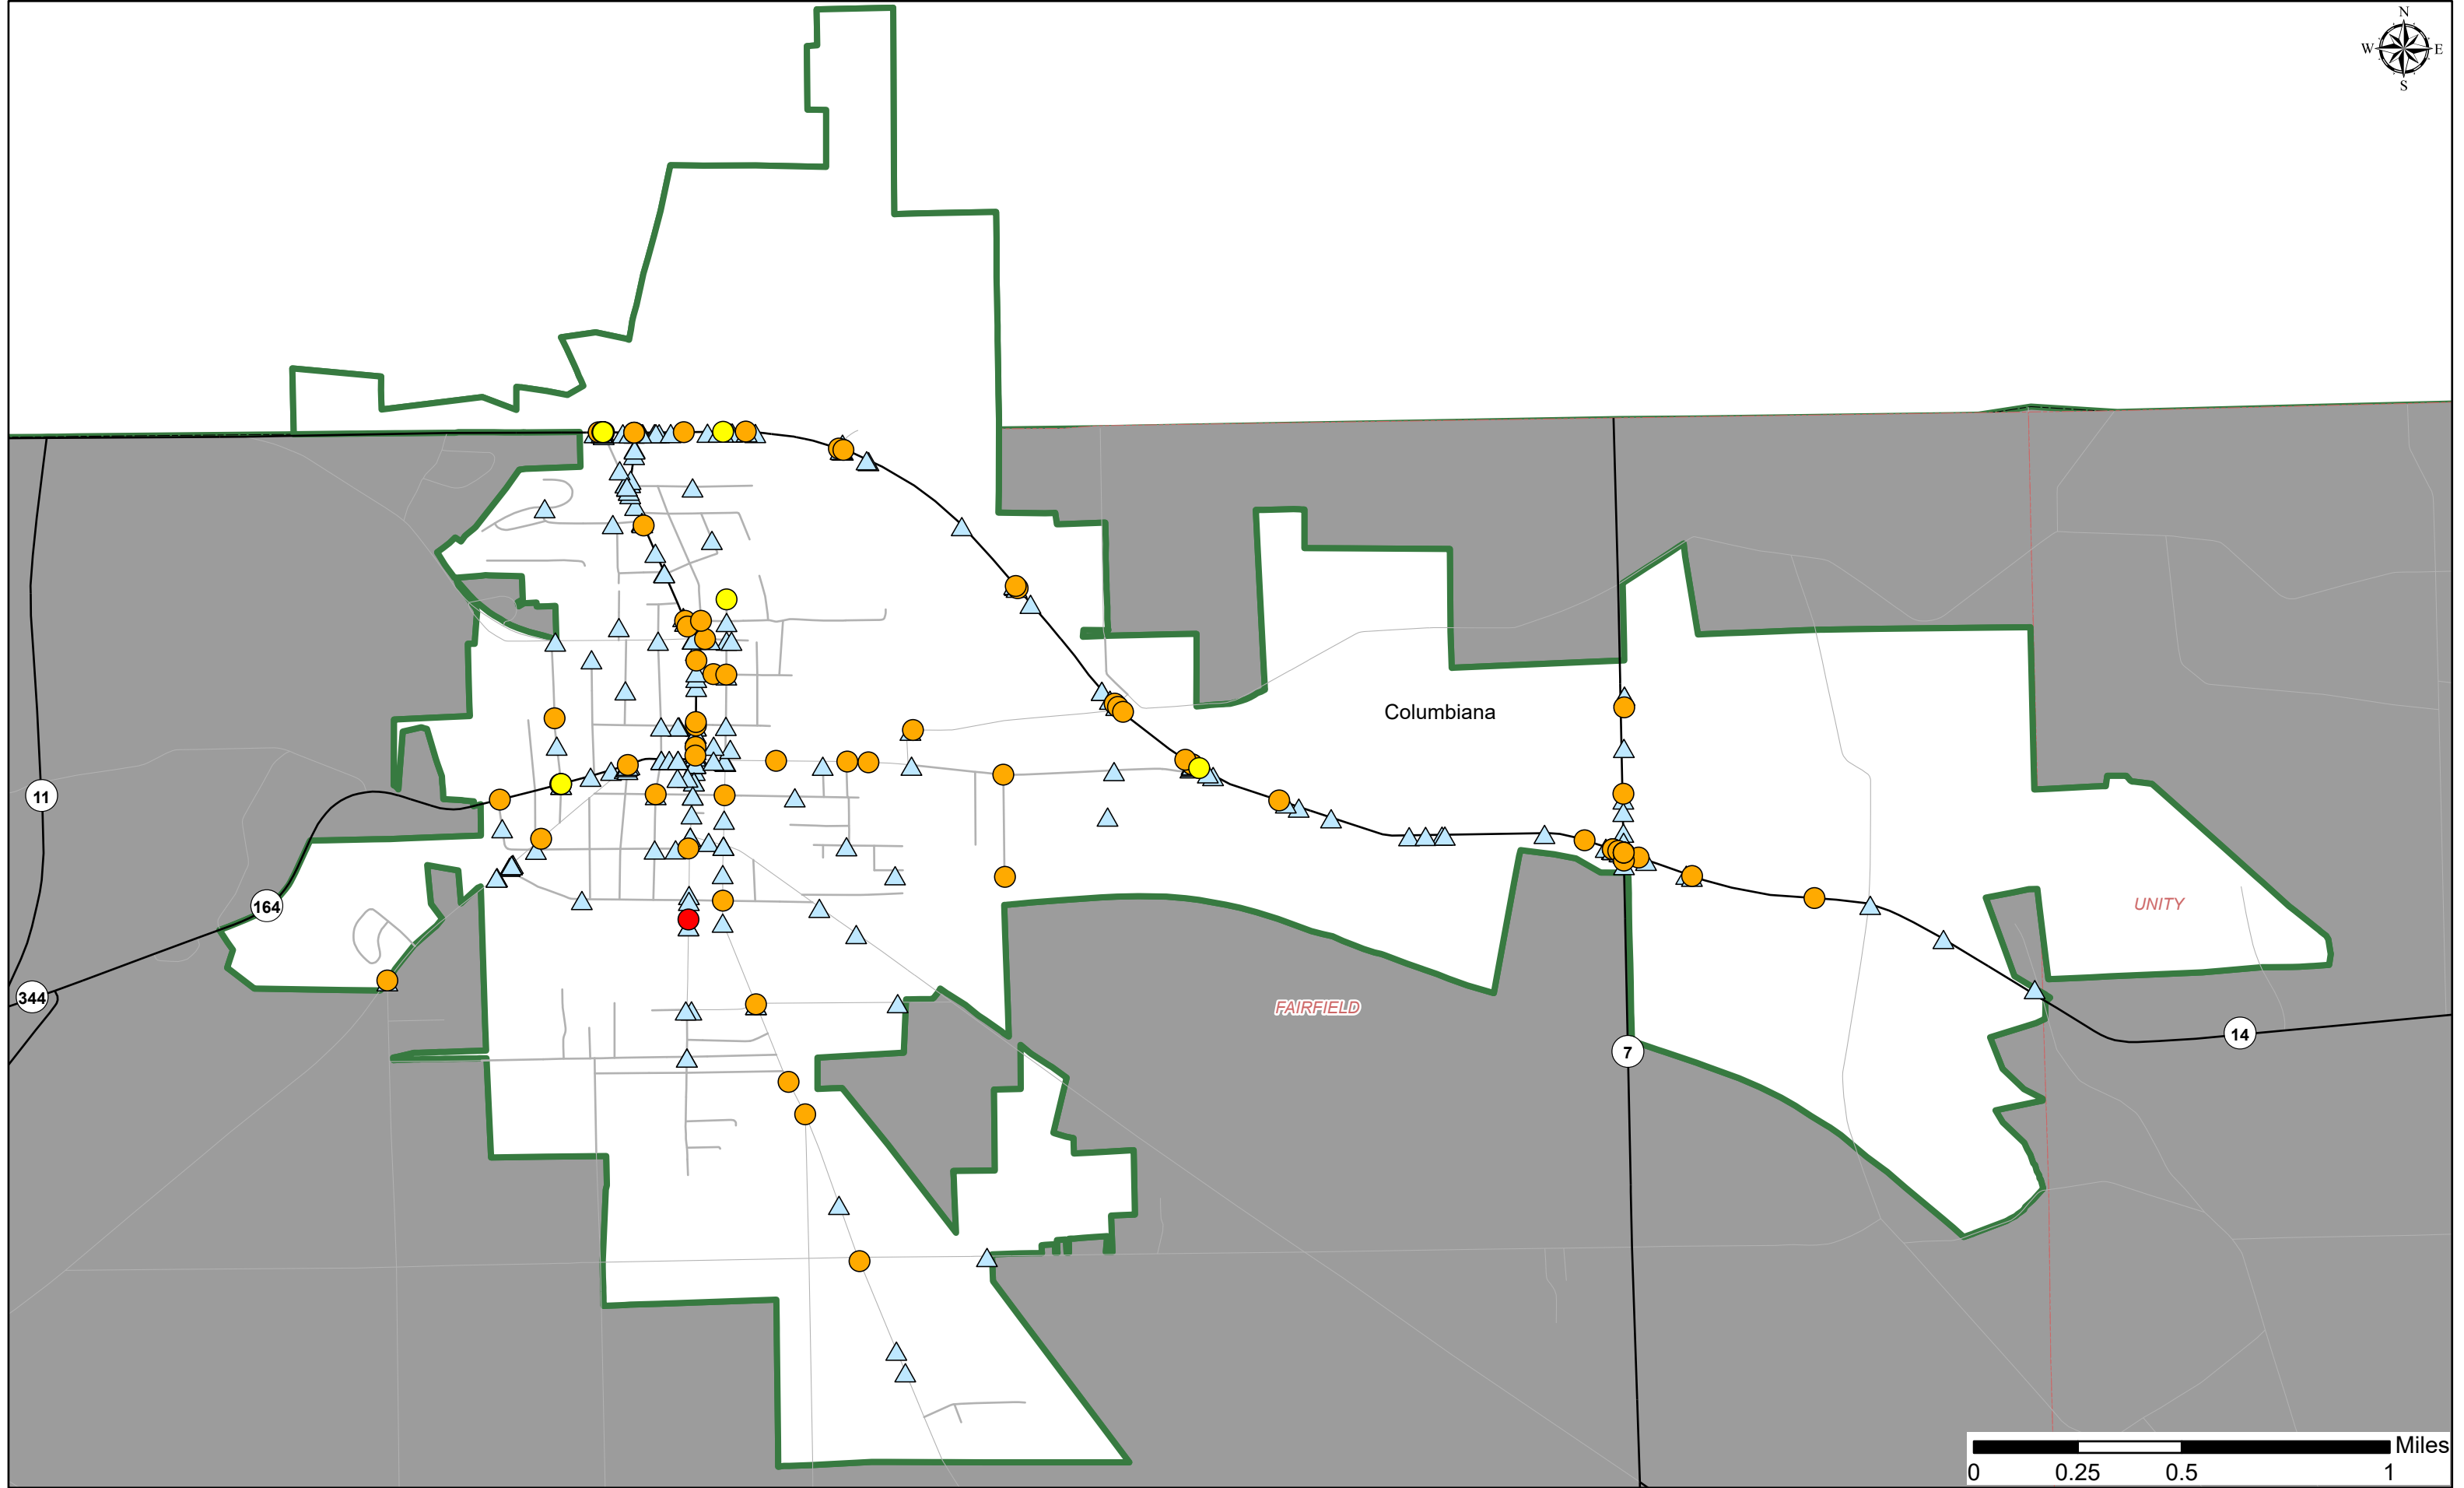 N
W E
S
Columbiana
11
164
UNITY
344
FAIRFIELD
14
7
Miles
0 0.25 0.5 1